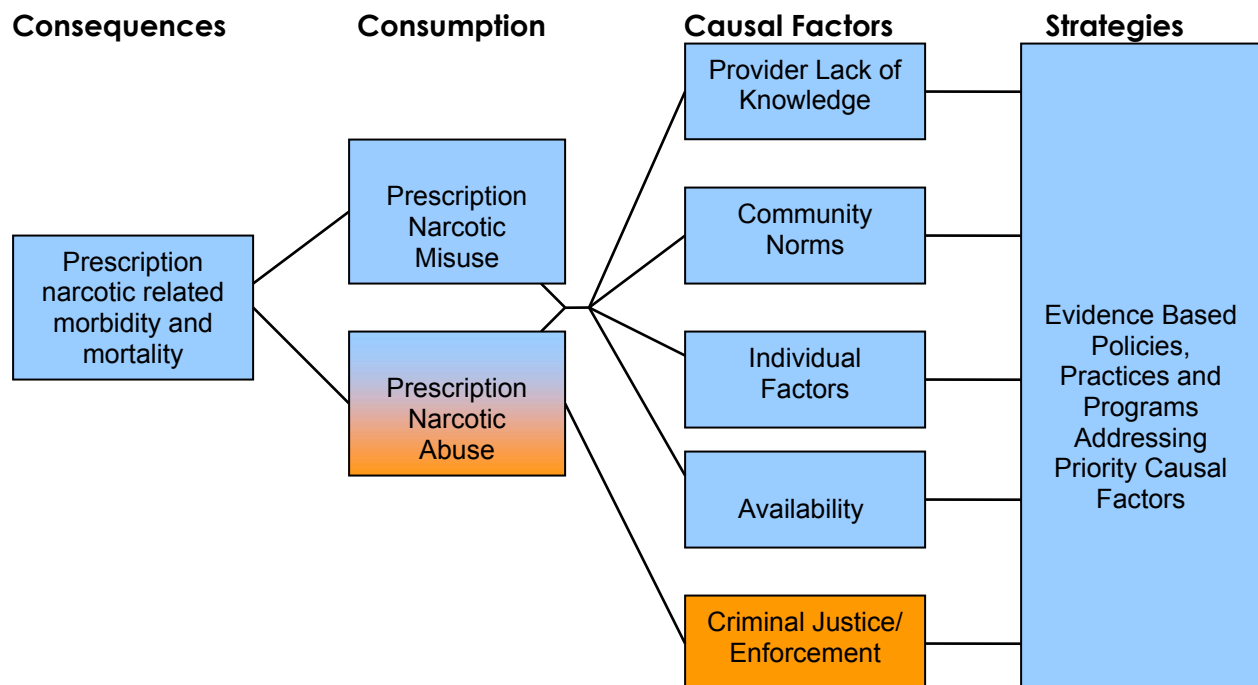 Consequences
Consumption
Causal Factors
Strategies
Prescription
narcotic related
morbidity and
mortality
Prescription
Narcotic
Misuse
Prescription
Narcotic
Abuse
Provider Lack of
Knowledge
Community
Norms
Individual
Factors
Availability
Criminal Justice/
Enforcement
Evidence Based
Policies,
Practices and
Programs
Addressing
Priority Causal
Factors